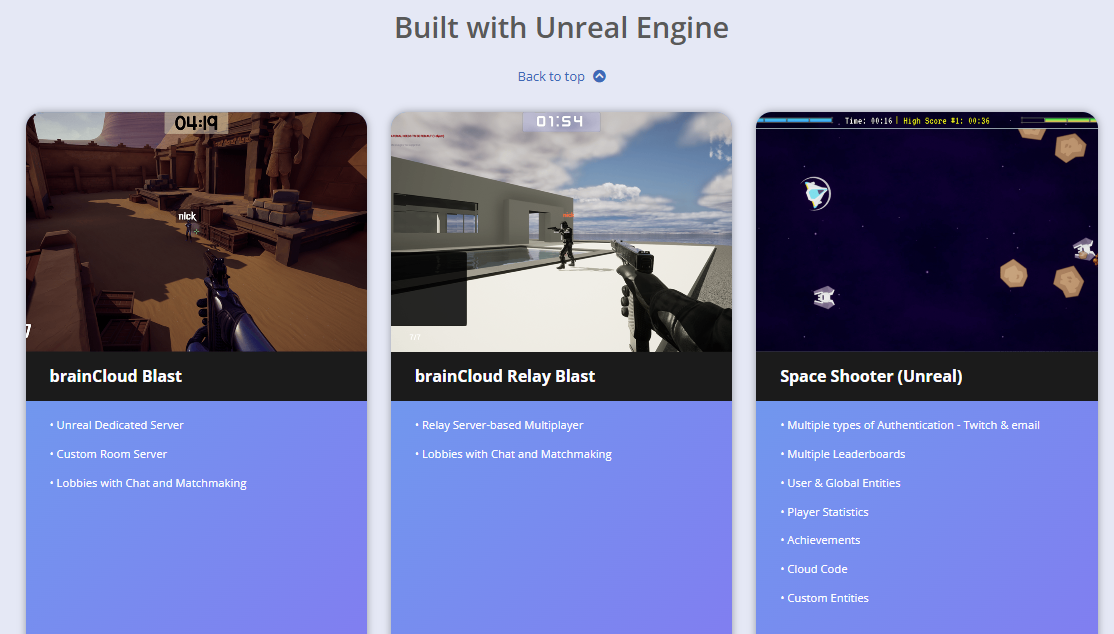 Built with Unreal Engine
Back to top
04:19
nick
brainCloud Blast
• Unreal Dedicated Server
• Custom Room Server
• Lobbies with Chat and Matchmaking
01:54
brainCloud Relay Blast
• Relay Server-based Multiplayer
• Lobbies with Chat and Matchmaking
Time: 00:16 | High Score #1: 00:36
Space Shooter (Unreal)
• Multiple types of Authentication - Twitch & email
• Multiple Leaderboards
• User & Global Entities
• Player Statistics
• Achievements
• Cloud Code
• Custom Entities